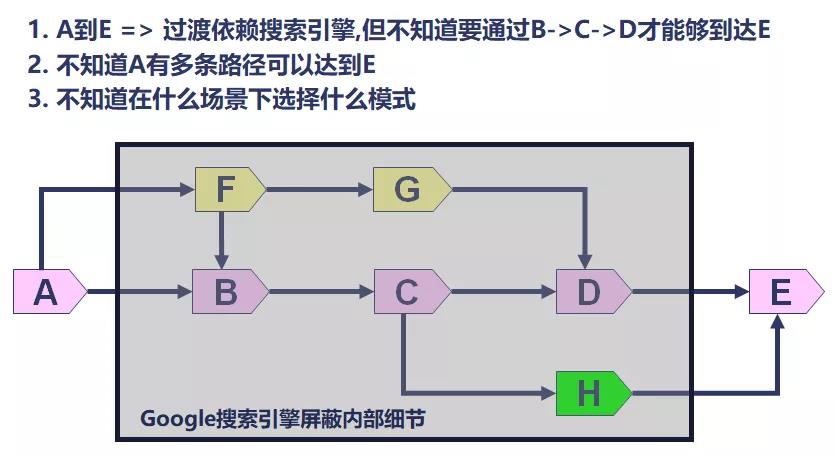 1. A到E => 过渡依赖搜索引擎,但不知道要通过B->C->D才能够到达E
2. 不知道A有多条路径可以达到E
3. 不知道在什么场景下选择什么模式
F
G
A
B
C
D
E
H
Google搜索引擎屏蔽内部细节